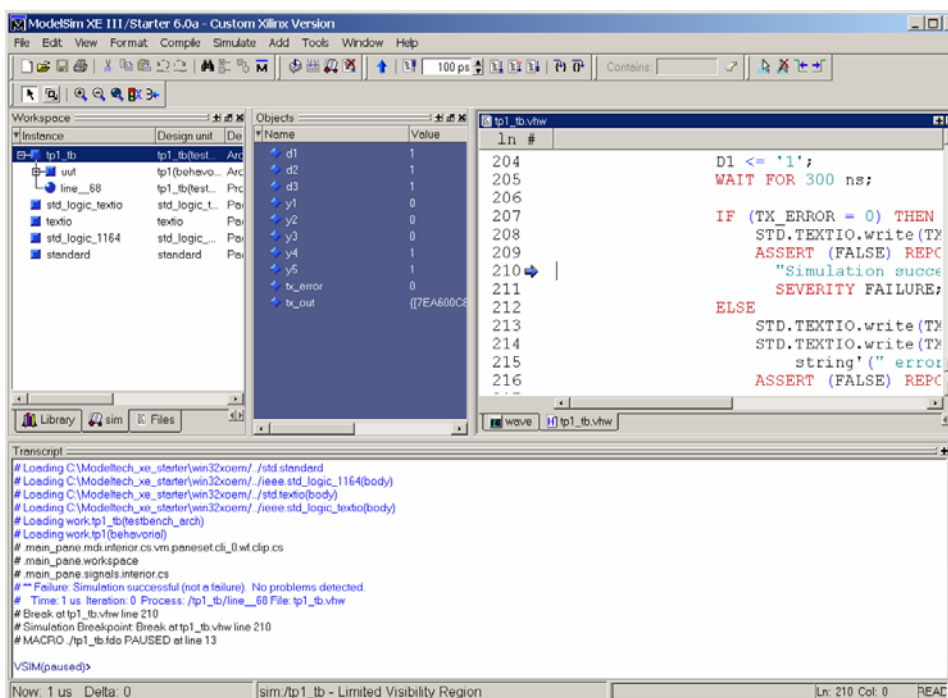 ModelSim XE III/Starter 6.0a - Custom Xilinx Version
File Edit View Format Compile Simulate Add Tools Window Help
100 ps
Contains:
Workspace
Instance Design unit De
tp1_tb tp1_tb(test... Arc
uut tp1(behavo... Arc
line__68 tp1_tb(test... Prc
std_logic_textio std_logic_t... Pa
textio textio Pa
std_logic_1164 std_logic_... Pa
standard standard Pa
Library sim Files
Objects
Name Value
d1 1
d2 1
d3 1
y1 0
y2 0
y3 0
y4 1
y5 1
tx_error 0
tx_out {[7EA600C8
tp1_tb.vhw
ln #
204 D1 <= '1';
205 WAIT FOR 300 ns;
206
207 IF (TX_ERROR = 0) THEN
208 STD.TEXTIO.write(TX
209 ASSERT (FALSE) REPO
210 "Simulation succe
211 SEVERITY FAILURE;
212 ELSE
213 STD.TEXTIO.write(TX
214 STD.TEXTIO.write(TX
215 string'(" error
216 ASSERT (FALSE) REPO
wave tp1_tb.vhw
Transcript
# Loading C:\Modeltech_xe_starter\win32xoem/../std.standard
# Loading C:\Modeltech_xe_starter\win32xoem/../ieee.std_logic_1164(body)
# Loading C:\Modeltech_xe_starter\win32xoem/../std.textio(body)
# Loading C:\Modeltech_xe_starter\win32xoem/../ieee.std_logic_textio(body)
# Loading work.tp1_tb(testbench_arch)
# Loading work.tp1(behavorial)
# .main_pane.mdi.interior.cs.vm.paneset.cli_0.wf.clip.cs
# .main_pane.workspace
# .main_pane.signals.interior.cs
# ** Failure: Simulation successful (not a failure). No problems detected.
# Time: 1 us Iteration: 0 Process: /tp1_tb/line__68 File: tp1_tb.vhw
# Break at tp1_tb.vhw line 210
# Simulation Breakpoint: Break at tp1_tb.vhw line 210
# MACRO ./tp1_tb.fdo PAUSED at line 13
VSIM(paused)>
Now: 1 us Delta: 0 sim:/tp1_tb - Limited Visibility Region Ln: 210 Col: 0 READ